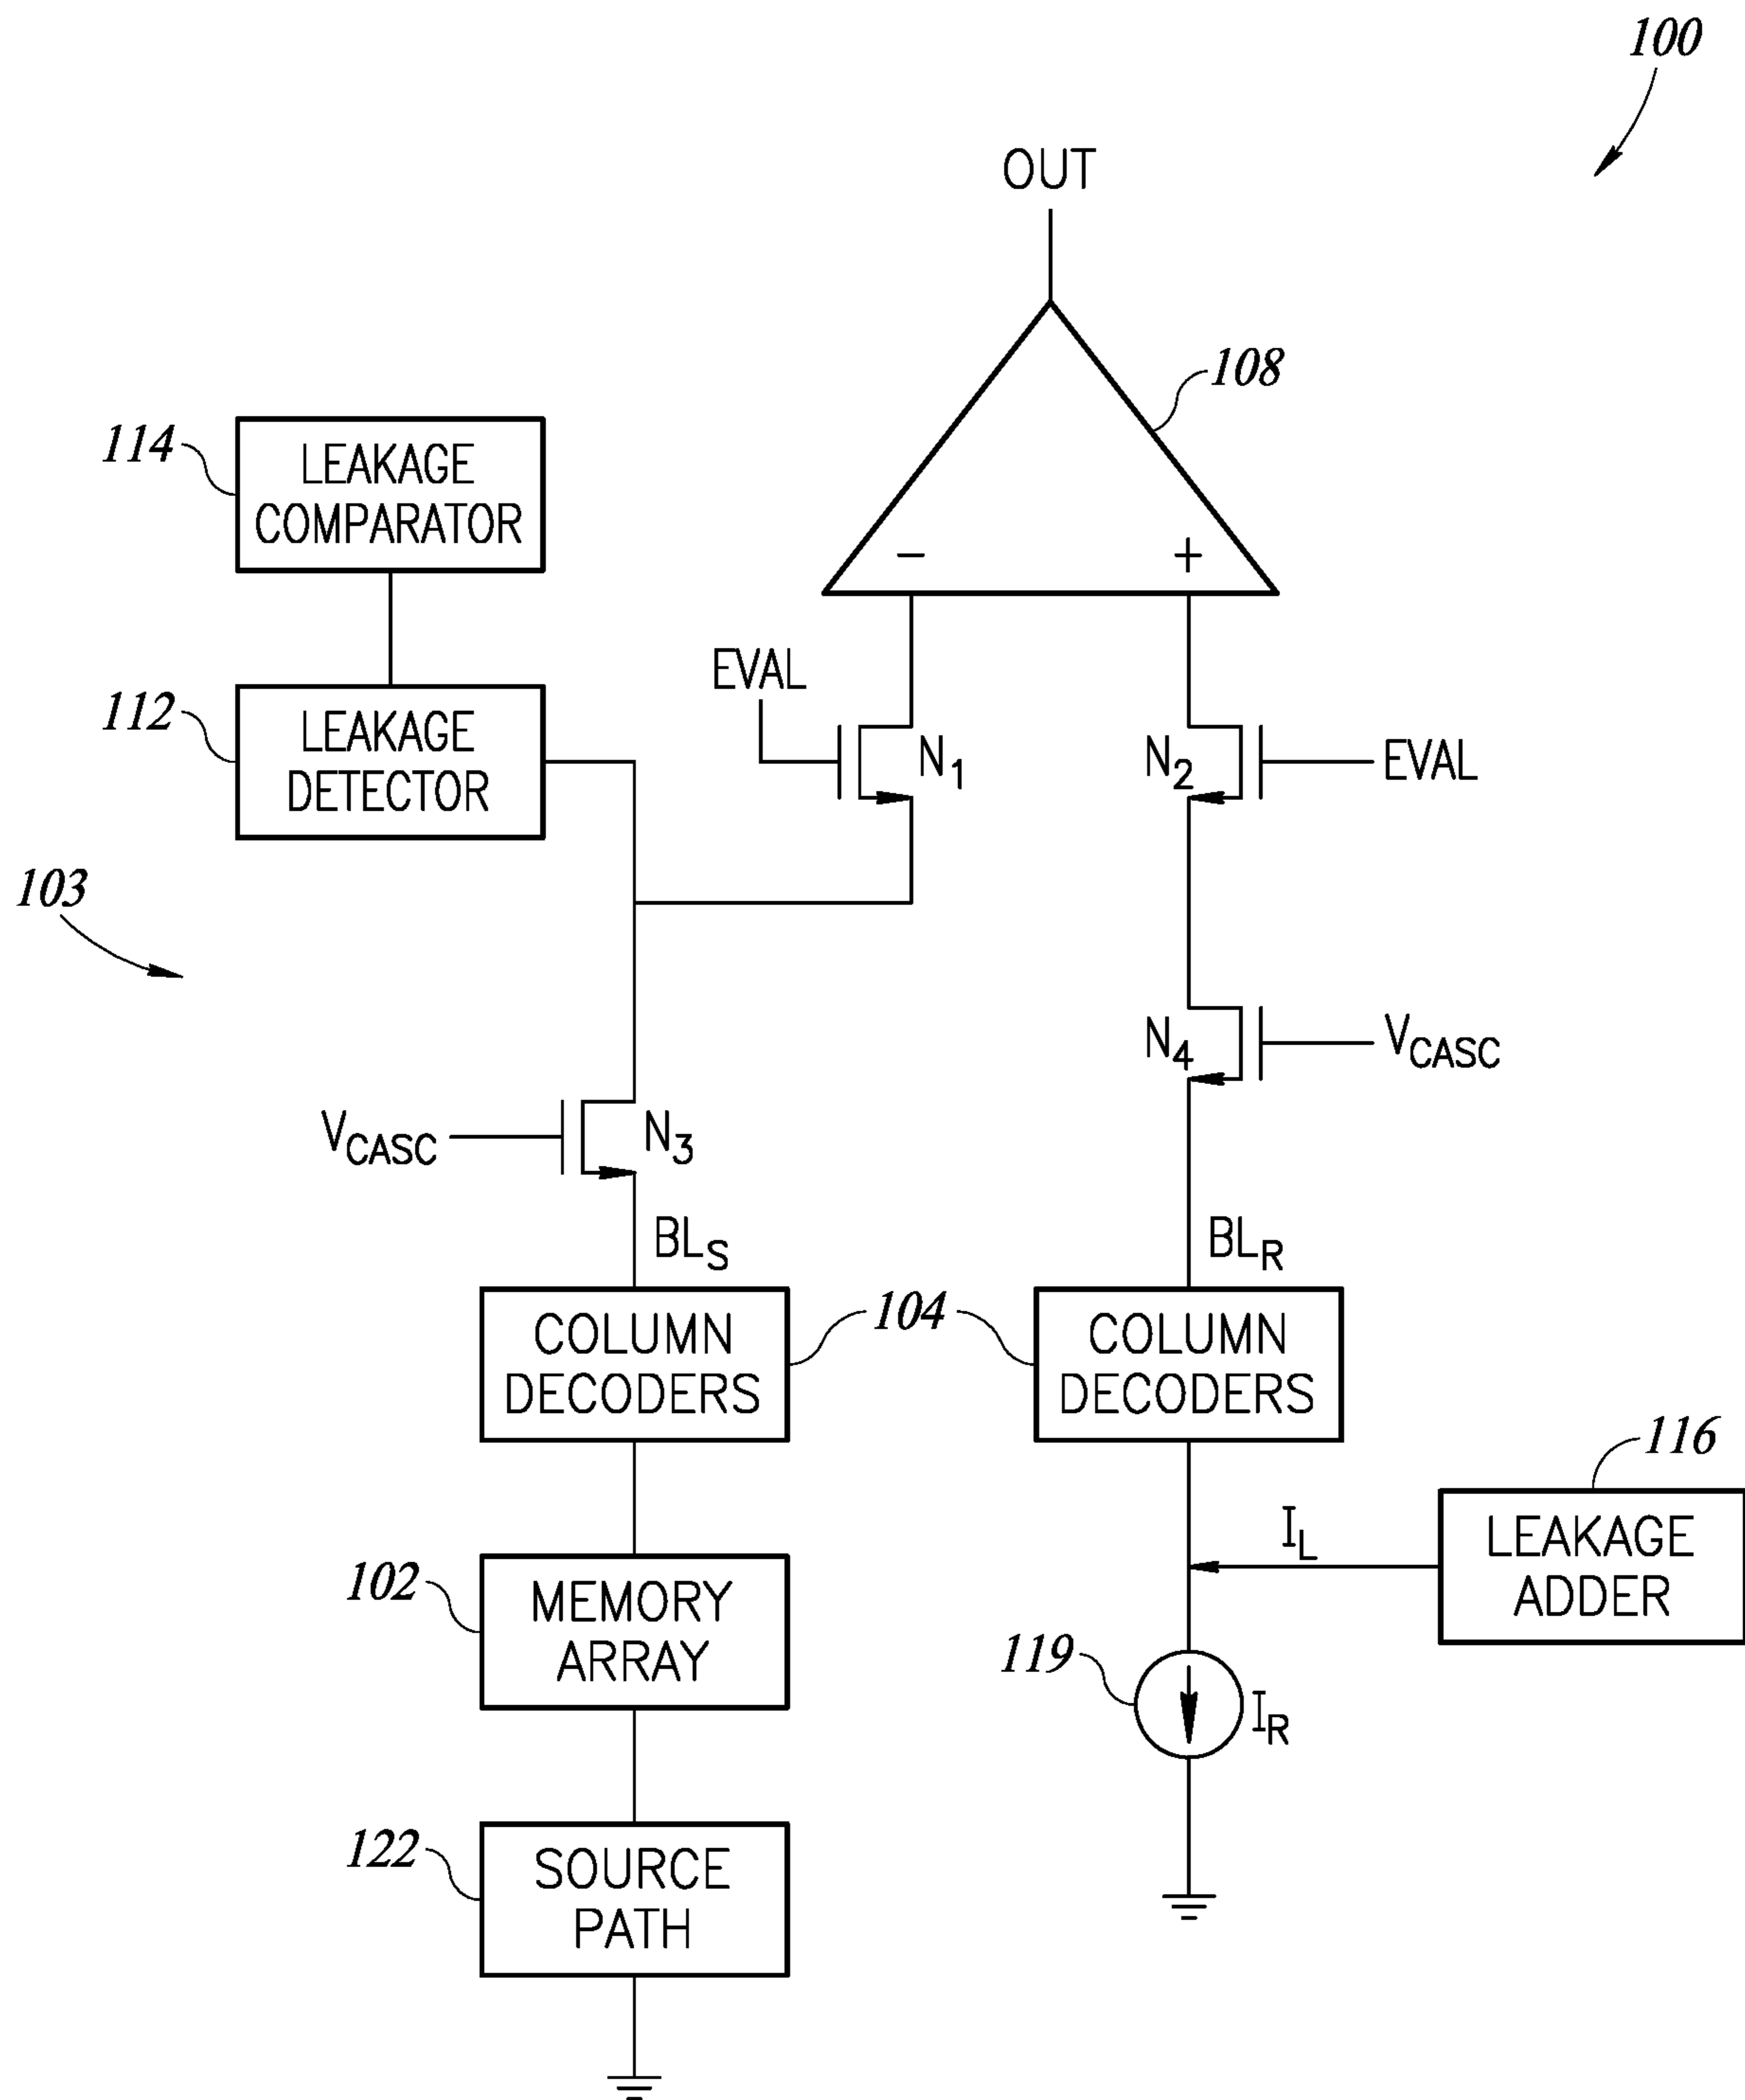 100
OUT
108
114
LEAKAGE
COMPARATOR
−
+
EVAL
112
LEAKAGE
DETECTOR
N1
N2
EVAL
103
N4
VCASC
VCASC
N3
BLS
BLR
COLUMN
DECODERS
104
COLUMN
DECODERS
116
102
MEMORY
ARRAY
IL
LEAKAGE
ADDER
119
IR
122
SOURCE
PATH